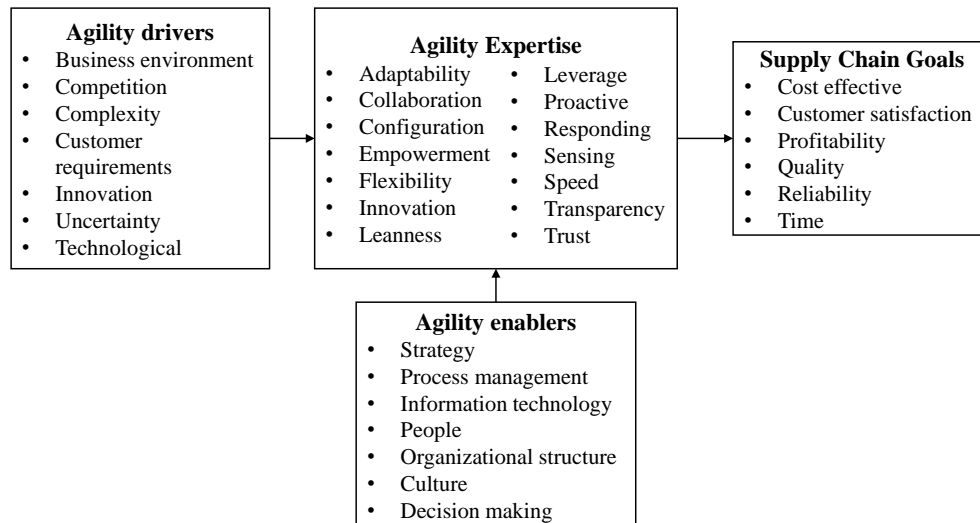 Agility drivers
• Business environment
• Competition
• Complexity
• Customer
requirements
• Innovation
• Uncertainty
• Technological
Agility Expertise
• Adaptability
• Collaboration
• Configuration
• Empowerment
• Flexibility
• Innovation
• Leanness
• Leverage
• Proactive
• Responding
• Sensing
• Speed
• Transparency
• Trust
Supply Chain Goals
• Cost effective
• Customer satisfaction
• Profitability
• Quality
• Reliability
• Time
Agility enablers
• Strategy
• Process management
• Information technology
• People
• Organizational structure
• Culture
• Decision making